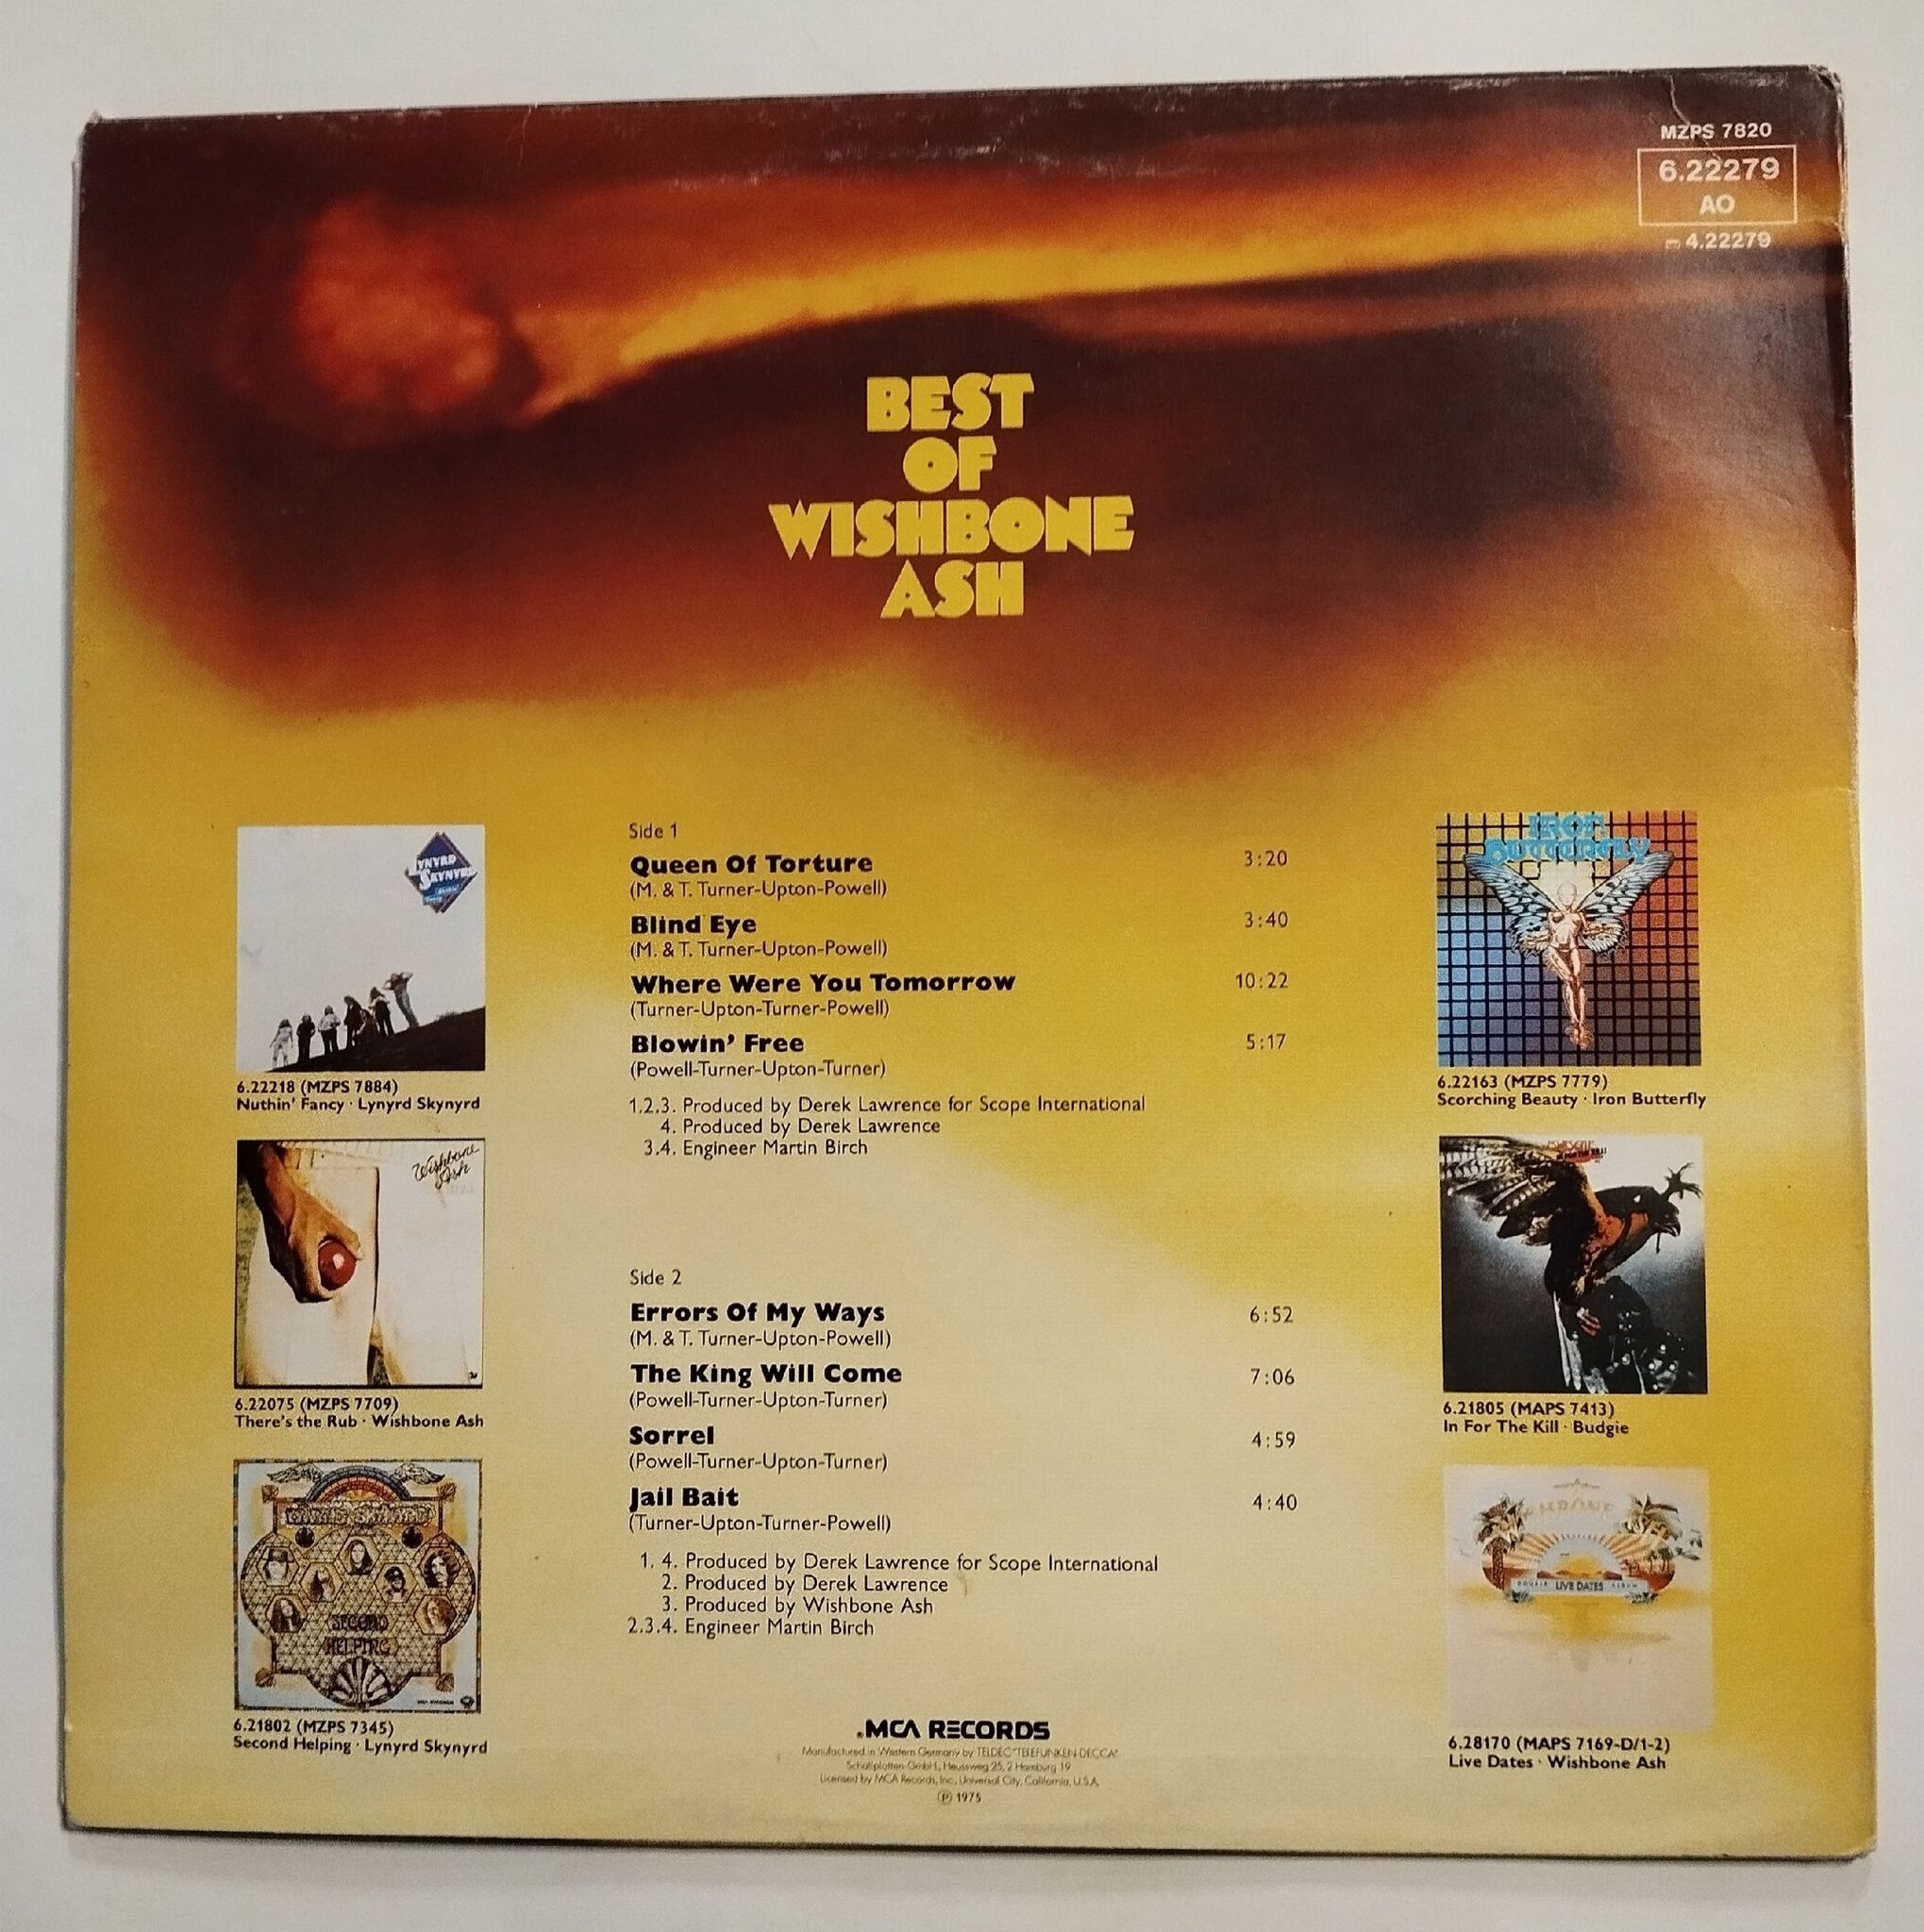 MZPS 7820
6.22279
AO
4.22279
BEST
OF
WISHBONE
ASH
Side 1
Queen Of Torture 3:20
(M. & T. Turner-Upton-Powell)
Blind Eye 3:40
(M. & T. Turner-Upton-Powell)
Where Were You Tomorrow 10:22
(Turner-Upton-Turner-Powell)
Blowin' Free 5:17
(Powell-Turner-Upton-Turner)
1.2.3. Produced by Derek Lawrence for Scope International
4. Produced by Derek Lawrence
3.4. Engineer Martin Birch
Side 2
Errors Of My Ways 6:52
(M. & T. Turner-Upton-Powell)
The King Will Come 7:06
(Powell-Turner-Upton-Turner)
Sorrel 4:59
(Powell-Turner-Upton-Turner)
Jail Bait 4:40
(Turner-Upton-Turner-Powell)
1. 4. Produced by Derek Lawrence for Scope International
2. Produced by Derek Lawrence
3. Produced by Wishbone Ash
2.3.4. Engineer Martin Birch
LYNYRD
SKYNYRD
6.22218 (MZPS 7884)
Nuthin' Fancy · Lynyrd Skynyrd
Wishbone
Ash
6.22075 (MZPS 7709)
There's the Rub · Wishbone Ash
SECOND
HELPING
6.21802 (MZPS 7345)
Second Helping · Lynyrd Skynyrd
IRON
BUTTERFLY
6.22163 (MZPS 7779)
Scorching Beauty · Iron Butterfly
6.21805 (MAPS 7413)
In For The Kill · Budgie
WISHBONE
DOUBLE LIVE DATES ALBUM
6.28170 (MAPS 7169-D/1-2)
Live Dates · Wishbone Ash
MCA RECORDS
Manufactured in Western Germany by TELDEC "TELEFUNKEN-DECCA"
Schallplatten-GmbH., Heussweg 25, 2 Hamburg 19
Licensed by MCA Records, Inc., Universal City, California, U.S.A.
Ⓟ 1975